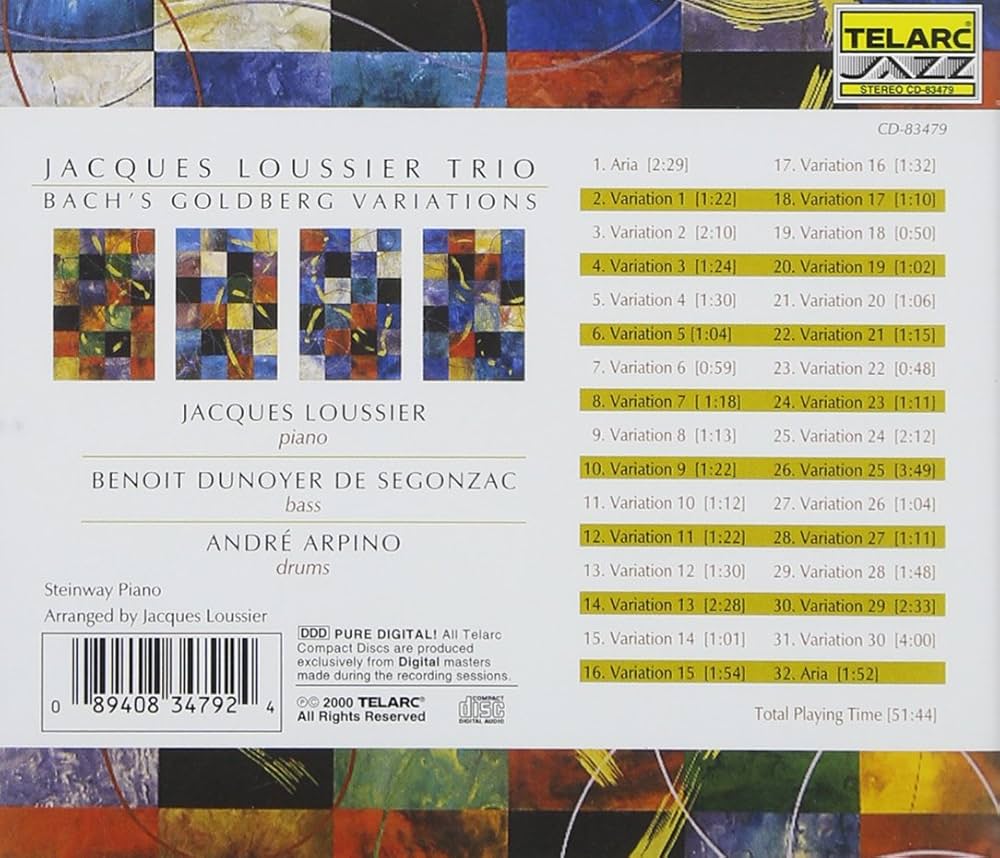 TELARC®
JAZZ
STEREO CD-83479
CD-83479
JACQUES LOUSSIER TRIO
BACH'S GOLDBERG VARIATIONS
JACQUES LOUSSIER
piano
BENOIT DUNOYER DE SEGONZAC
bass
ANDRÉ ARPINO
drums
Steinway Piano
Arranged by Jacques Loussier
0 89408 34792 4
DDD PURE DIGITAL! All Telarc
Compact Discs are produced
exclusively from Digital masters
made during the recording sessions.
℗© 2000 TELARC®
All Rights Reserved
COMPACT
disc
DIGITAL AUDIO
1. Aria [2:29]
2. Variation 1 [1:22]
3. Variation 2 [2:10]
4. Variation 3 [1:24]
5. Variation 4 [1:30]
6. Variation 5 [1:04]
7. Variation 6 [0:59]
8. Variation 7 [ 1:18]
9. Variation 8 [1:13]
10. Variation 9 [1:22]
11. Variation 10 [1:12]
12. Variation 11 [1:22]
13. Variation 12 [1:30]
14. Variation 13 [2:28]
15. Variation 14 [1:01]
16. Variation 15 [1:54]
17. Variation 16 [1:32]
18. Variation 17 [1:10]
19. Variation 18 [0:50]
20. Variation 19 [1:02]
21. Variation 20 [1:06]
22. Variation 21 [1:15]
23. Variation 22 [0:48]
24. Variation 23 [1:11]
25. Variation 24 [2:12]
26. Variation 25 [3:49]
27. Variation 26 [1:04]
28. Variation 27 [1:11]
29. Variation 28 [1:48]
30. Variation 29 [2:33]
31. Variation 30 [4:00]
32. Aria [1:52]
Total Playing Time [51:44]